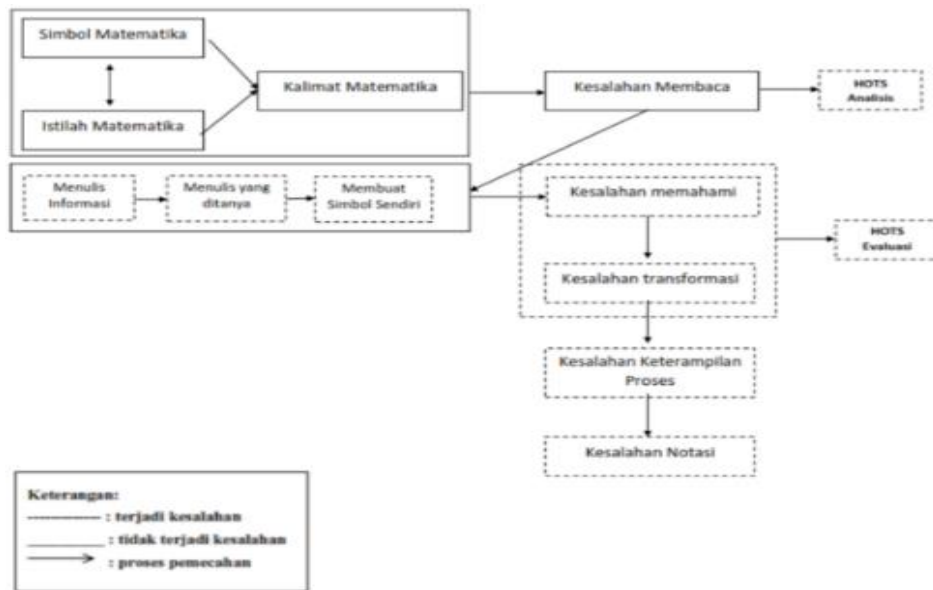 Simbol Matematika
Istilah Matematika
Kalimat Matematika
Kesalahan Membaca
HOTS
Analisis
Menulis
Informasi
Menulis yang
ditanya
Membuat
Simbol Sendiri
Kesalahan memahami
Kesalahan transformasi
HOTS
Evaluasi
Kesalahan Keterampilan
Proses
Kesalahan Notasi
Keterangan:
-------------- : terjadi kesalahan
__________ : tidak terjadi kesalahan
: proses pemecahan